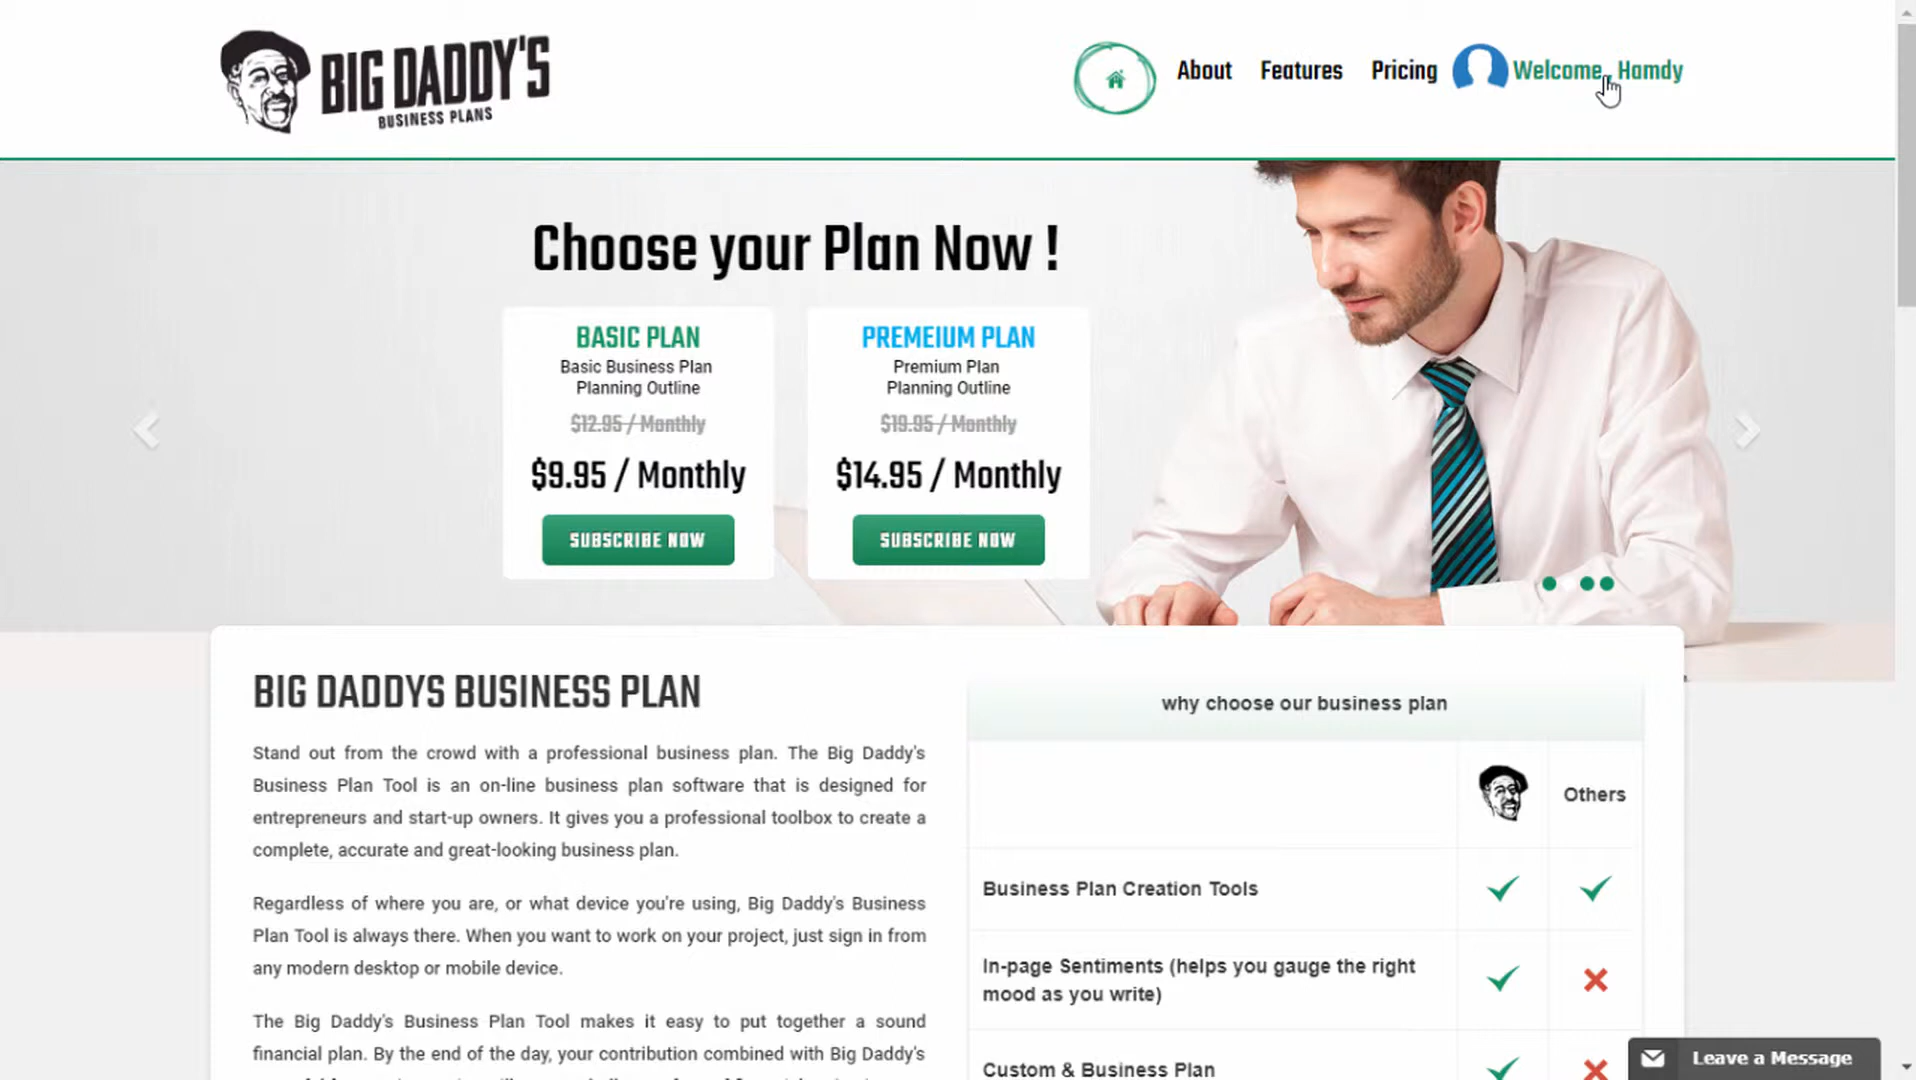 BIG DADDY'S
BUSINESS PLANS
About
Features
Pricing
Welcome, Hamdy
Choose your Plan Now !
BASIC PLAN
Basic Business Plan
Planning Outline
$12.95 / Monthly
$9.95 / Monthly
SUBSCRIBE NOW
PREMEIUM PLAN
Premium Plan
Planning Outline
$19.95 / Monthly
$14.95 / Monthly
SUBSCRIBE NOW
BIG DADDYS BUSINESS PLAN
Stand out from the crowd with a professional business plan. The Big Daddy's
Business Plan Tool is an on-line business plan software that is designed for
entrepreneurs and start-up owners. It gives you a professional toolbox to create a
complete, accurate and great-looking business plan.
Regardless of where you are, or what device you're using, Big Daddy's Business
Plan Tool is always there. When you want to work on your project, just sign in from
any modern desktop or mobile device.
The Big Daddy's Business Plan Tool makes it easy to put together a sound
financial plan. By the end of the day, your contribution combined with Big Daddy's
why choose our business plan
Others
Business Plan Creation Tools
In-page Sentiments (helps you gauge the right
mood as you write)
Custom & Business Plan
Leave a Message